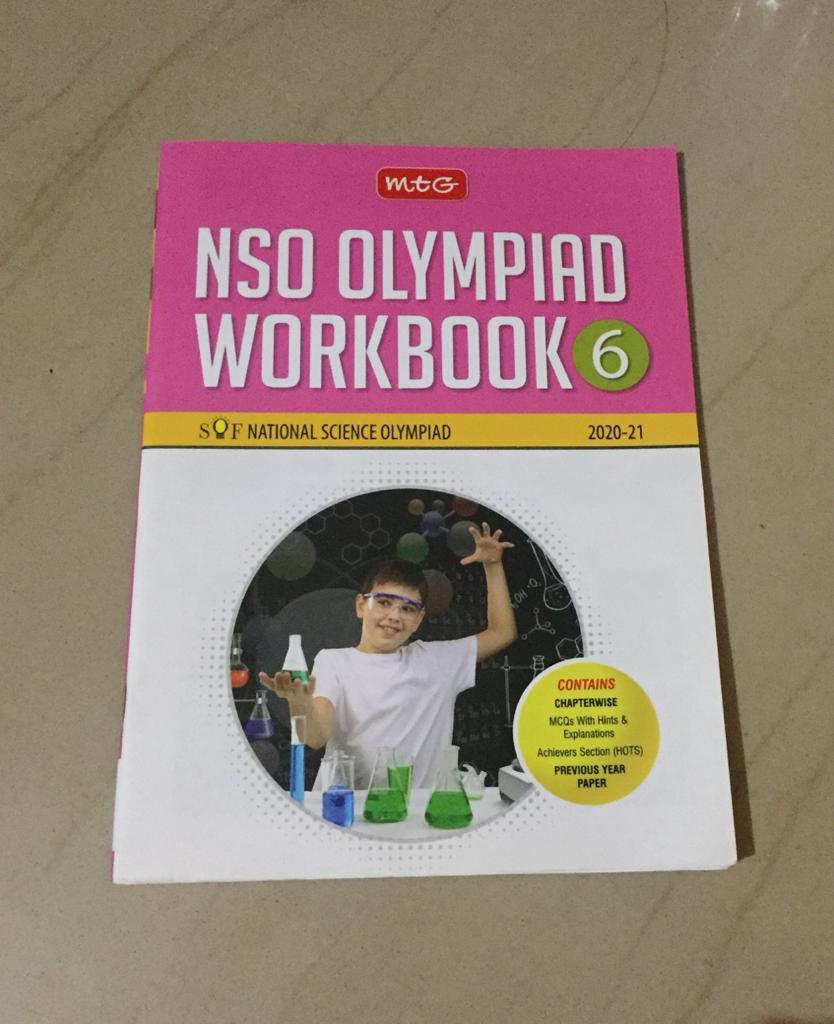 mtG
NSO OLYMPIAD
WORKBOOK 6
SOF NATIONAL SCIENCE OLYMPIAD 2020-21
CONTAINS
CHAPTERWISE
MCQs With Hints &
Explanations
Achievers Section (HOTS)
PREVIOUS YEAR
PAPER